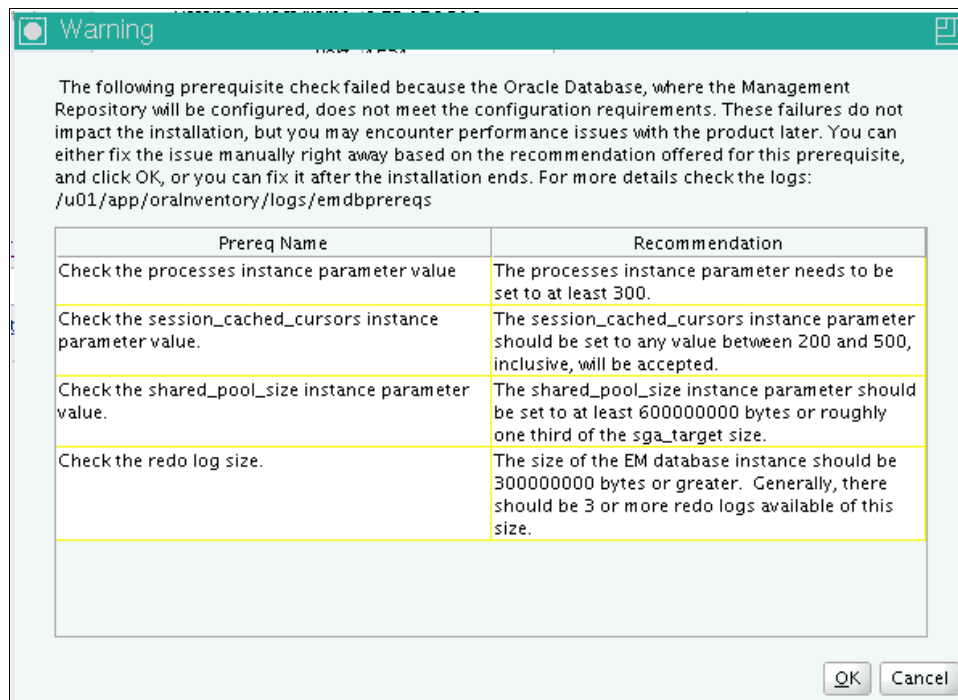 Warning
The following prerequisite check failed because the Oracle Database, where the Management
Repository will be configured, does not meet the configuration requirements. These failures do not
impact the installation, but you may encounter performance issues with the product later. You can
either fix the issue manually right away based on the recommendation offered for this prerequisite,
and click OK, or you can fix it after the installation ends. For more details check the logs:
/u01/app/oraInventory/logs/emdbprereqs
Prereq Name
Recommendation
Check the processes instance parameter value
The processes instance parameter needs to be
set to at least 300.
Check the session_cached_cursors instance
parameter value.
The session_cached_cursors instance parameter
should be set to any value between 200 and 500,
inclusive, will be accepted.
Check the shared_pool_size instance parameter
value.
The shared_pool_size instance parameter should
be set to at least 600000000 bytes or roughly
one third of the sga_target size.
Check the redo log size.
The size of the EM database instance should be
300000000 bytes or greater. Generally, there
should be 3 or more redo logs available of this
size.
OK
Cancel